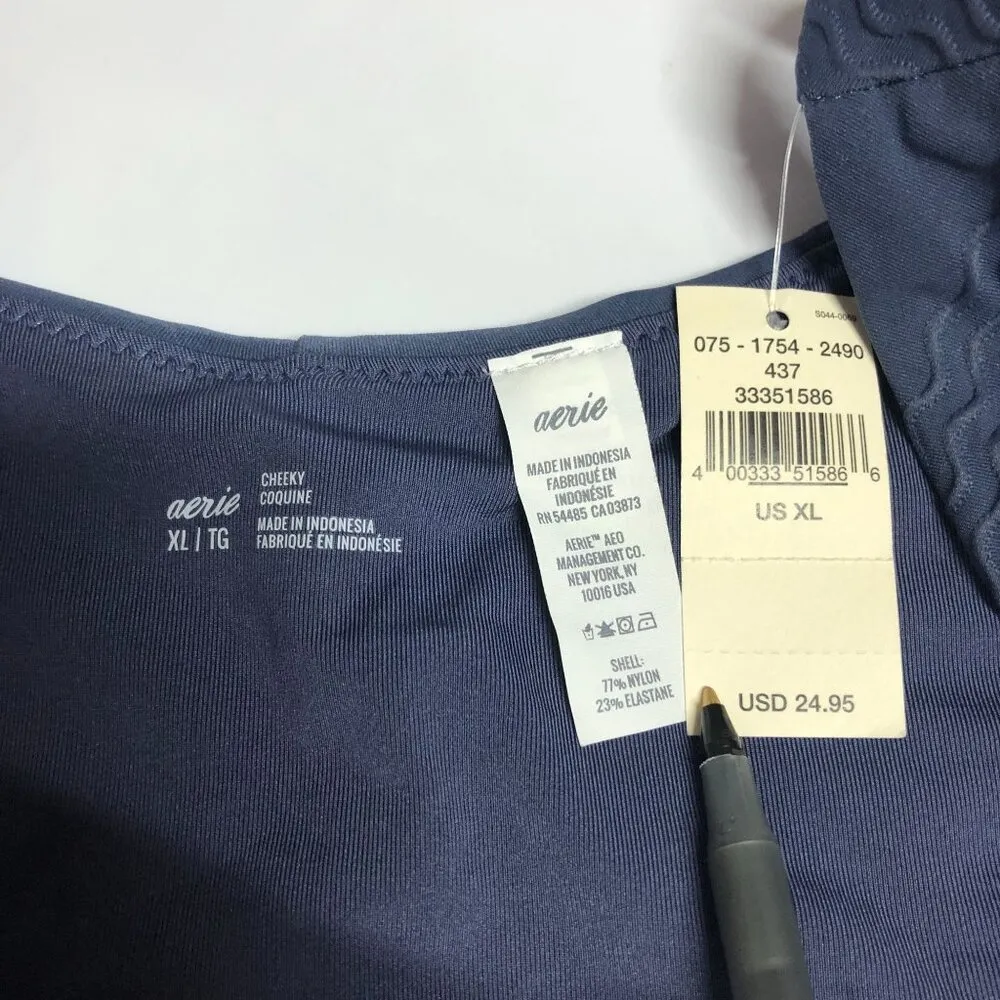 aerie
XL | TG
CHEEKY
COQUINE
MADE IN INDONESIA
FABRIQUÉ EN INDONÉSIE
aerie
MADE IN INDONESIA
FABRIQUÉ EN
INDONÉSIE
RN 54485 CA 03873
AERIE™ AEO
MANAGEMENT CO.
NEW YORK, NY
10016 USA
SHELL:
77% NYLON
23% ELASTANE
075 - 1754 - 2490
437
33351586
4 00333 51586 6
US XL
USD 24.95